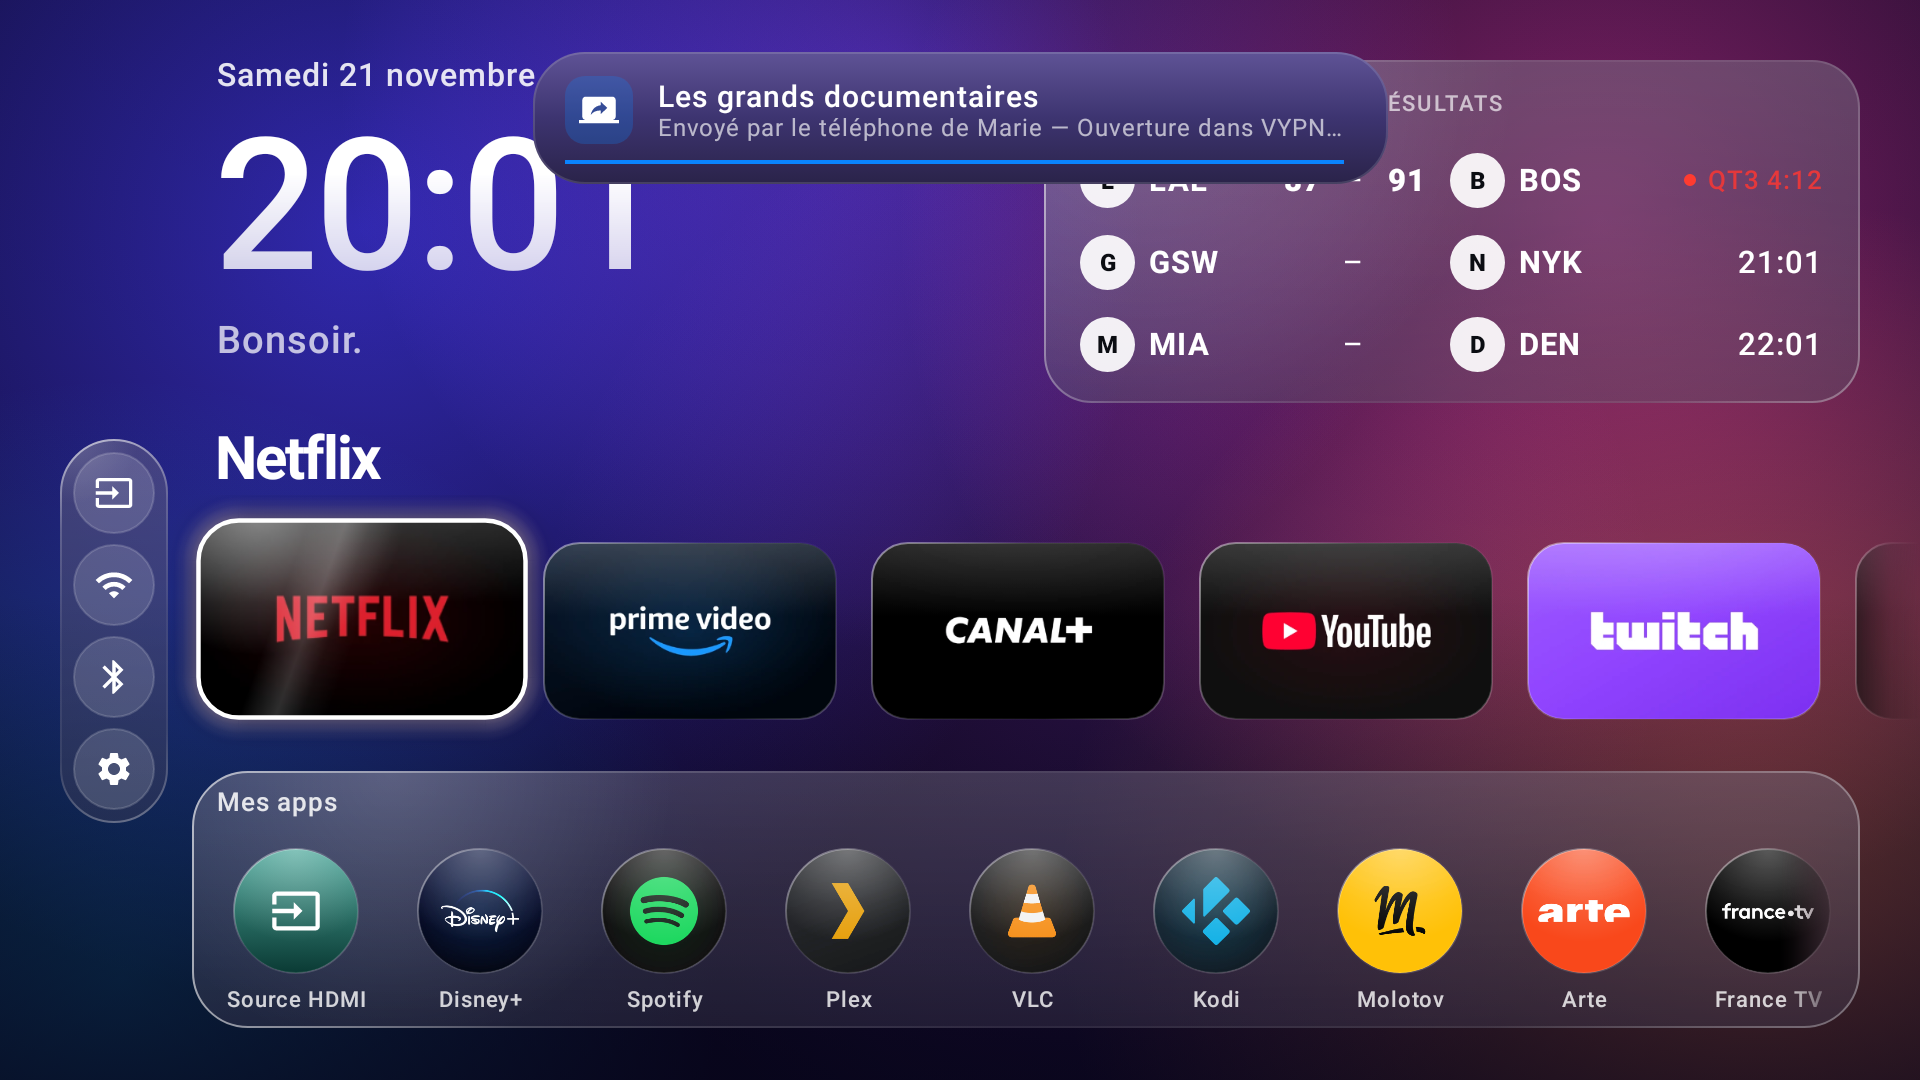 Samedi 21 novembre
Les grands documentaires
Envoyé par le téléphone de Marie — Ouverture dans VYPN…
20:01
Bonsoir.
ÉSULTATS
– 91 B BOS QT3 4:12
G GSW – N NYK 21:01
M MIA – D DEN 22:01
Netflix
NETFLIX
prime video
CANAL+
YouTube
twitch
Mes apps
Disney+
M.
arte
france•tv
Source HDMI
Disney+
Spotify
Plex
VLC
Kodi
Molotov
Arte
France TV